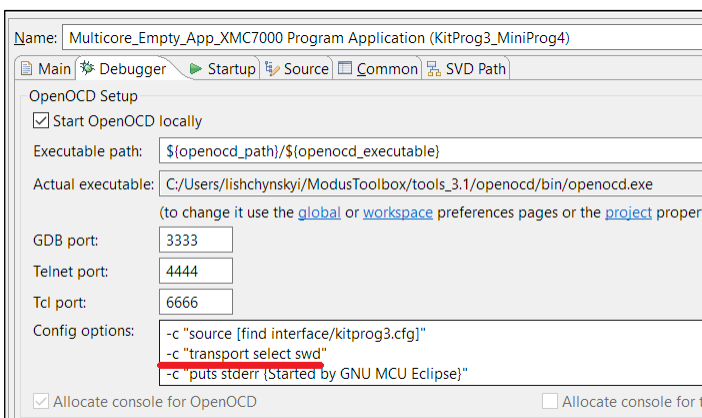 Name: Multicore_Empty_App_XMC7000 Program Application (KitProg3_MiniProg4)
Main Debugger Startup Source Common SVD Path
OpenOCD Setup
Start OpenOCD locally
Executable path: ${openocd_path}/${openocd_executable}
Actual executable: C:/Users/lishchynskyi/ModusToolbox/tools_3.1/openocd/bin/openocd.exe
(to change it use the global or workspace preferences pages or the project proper
GDB port: 3333
Telnet port: 4444
Tcl port: 6666
Config options: -c "source [find interface/kitprog3.cfg]"
-c "transport select swd"
-c "puts stderr {Started by GNU MCU Eclipse}"
Allocate console for OpenOCD Allocate console for t